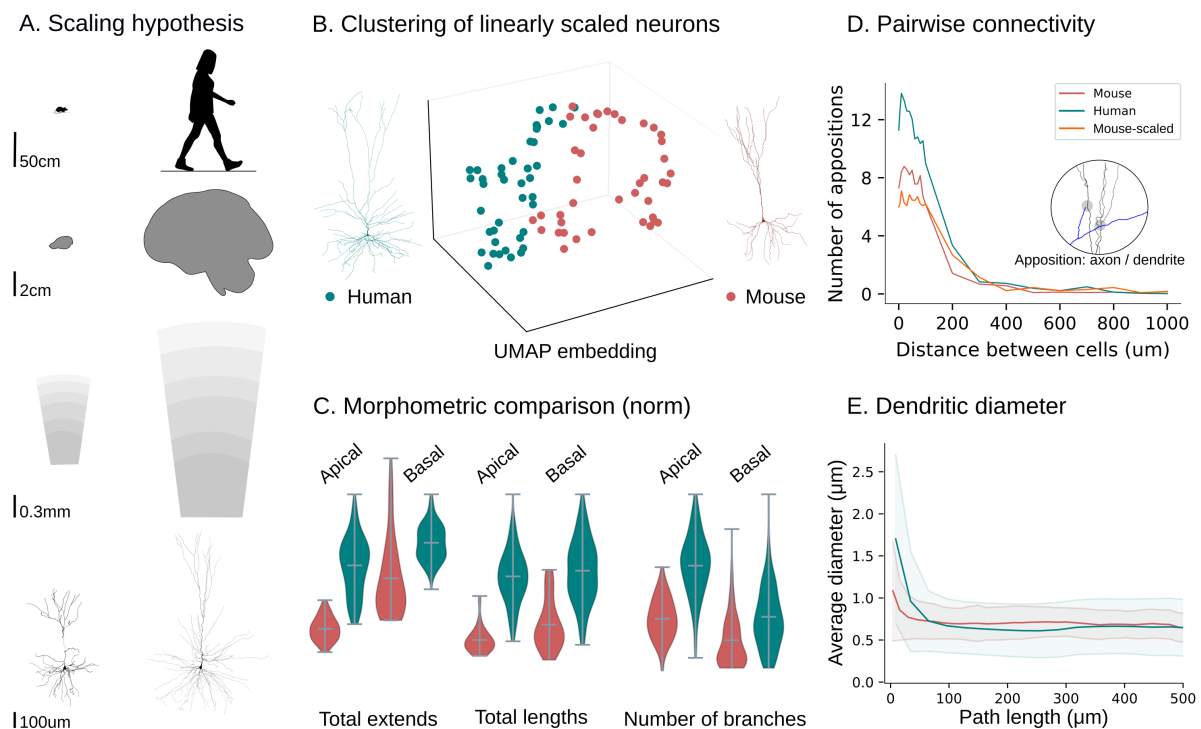 A. Scaling hypothesis
50cm
2cm
0.3mm
100um
B. Clustering of linearly scaled neurons
Human
Mouse
UMAP embedding
C. Morphometric comparison (norm)
Apical
Basal
Apical
Basal
Apical
Basal
Total extends
Total lengths
Number of branches
D. Pairwise connectivity
Number of appositions
12
8
4
0
Mouse
Human
Mouse-scaled
Apposition: axon / dendrite
0 200 400 600 800 1000
Distance between cells (um)
E. Dendritic diameter
Average diameter (μm)
2.5
2.0
1.5
1.0
0.5
0.0
0 100 200 300 400 500
Path length (μm)